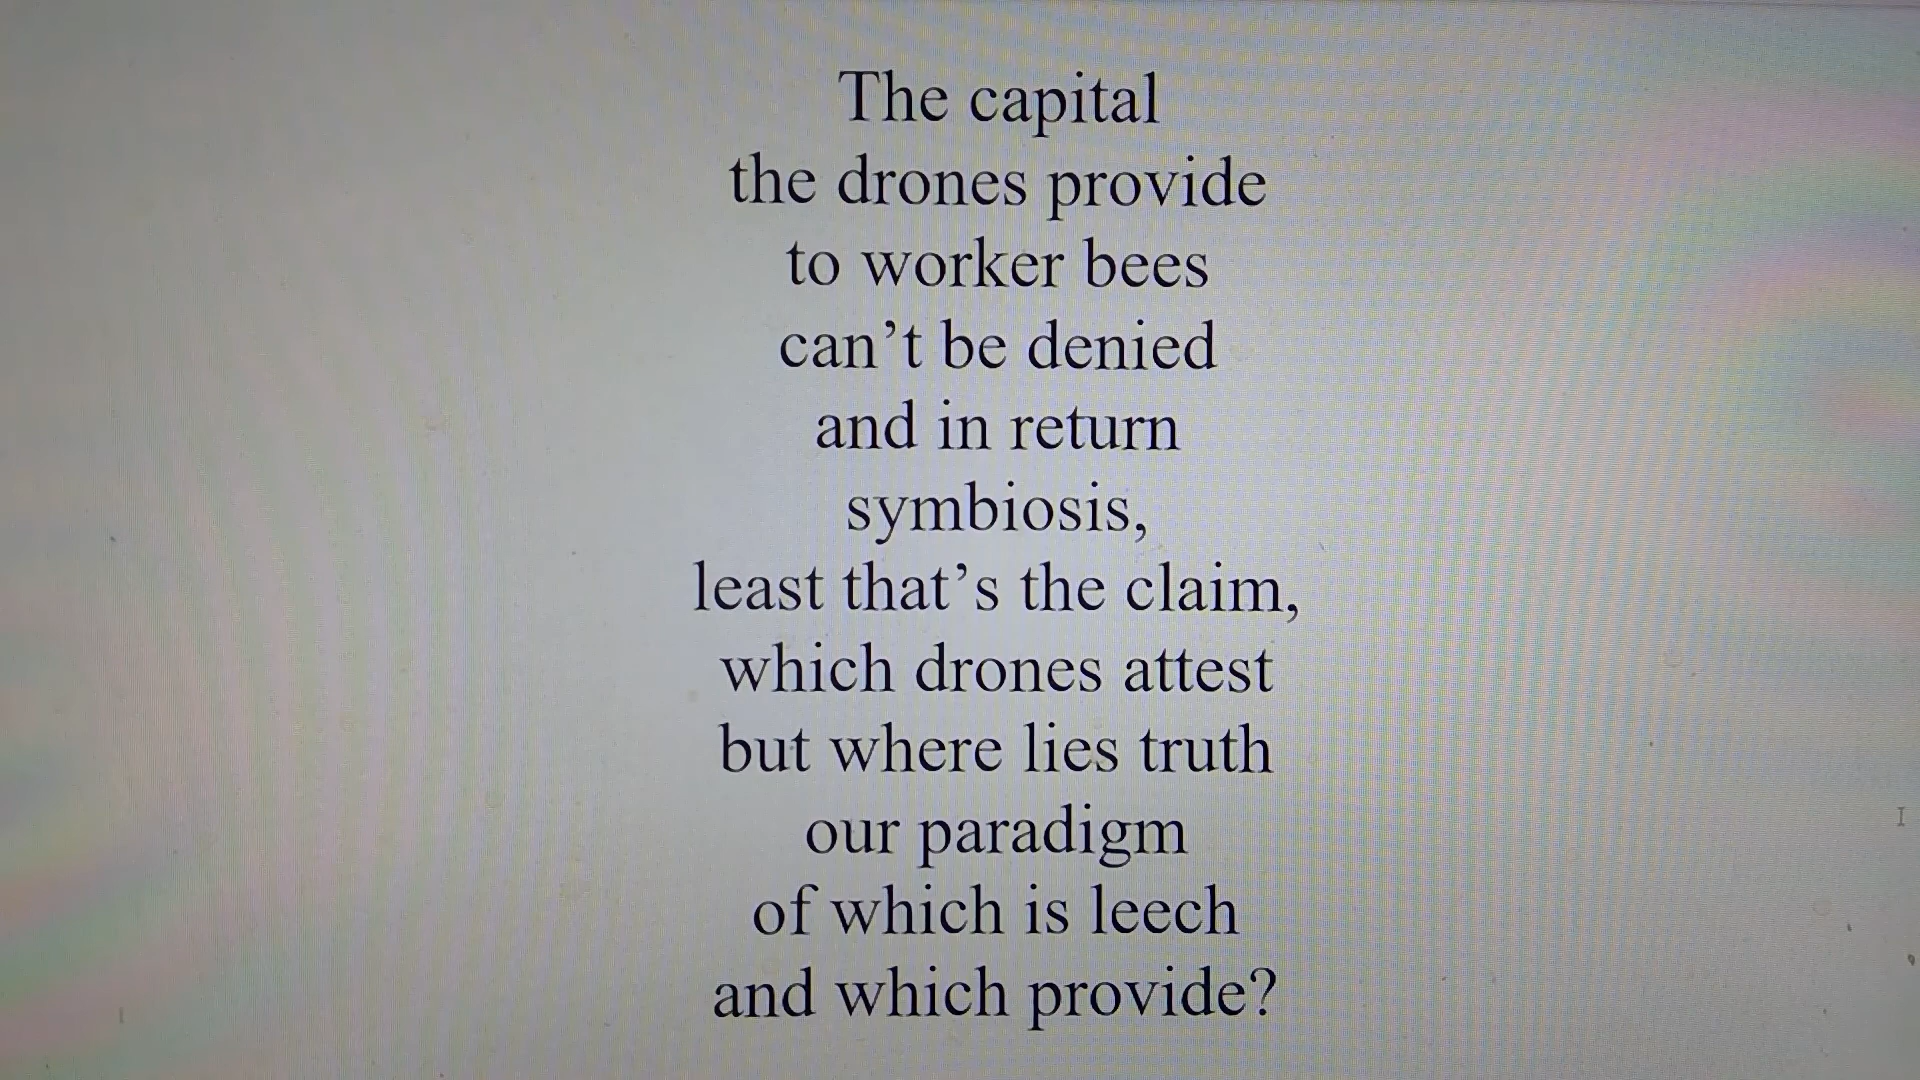 The capital
the drones provide
to worker bees
can’t be denied
and in return
symbiosis,
least that’s the claim,
which drones attest
but where lies truth
our paradigm
of which is leech
and which provide?